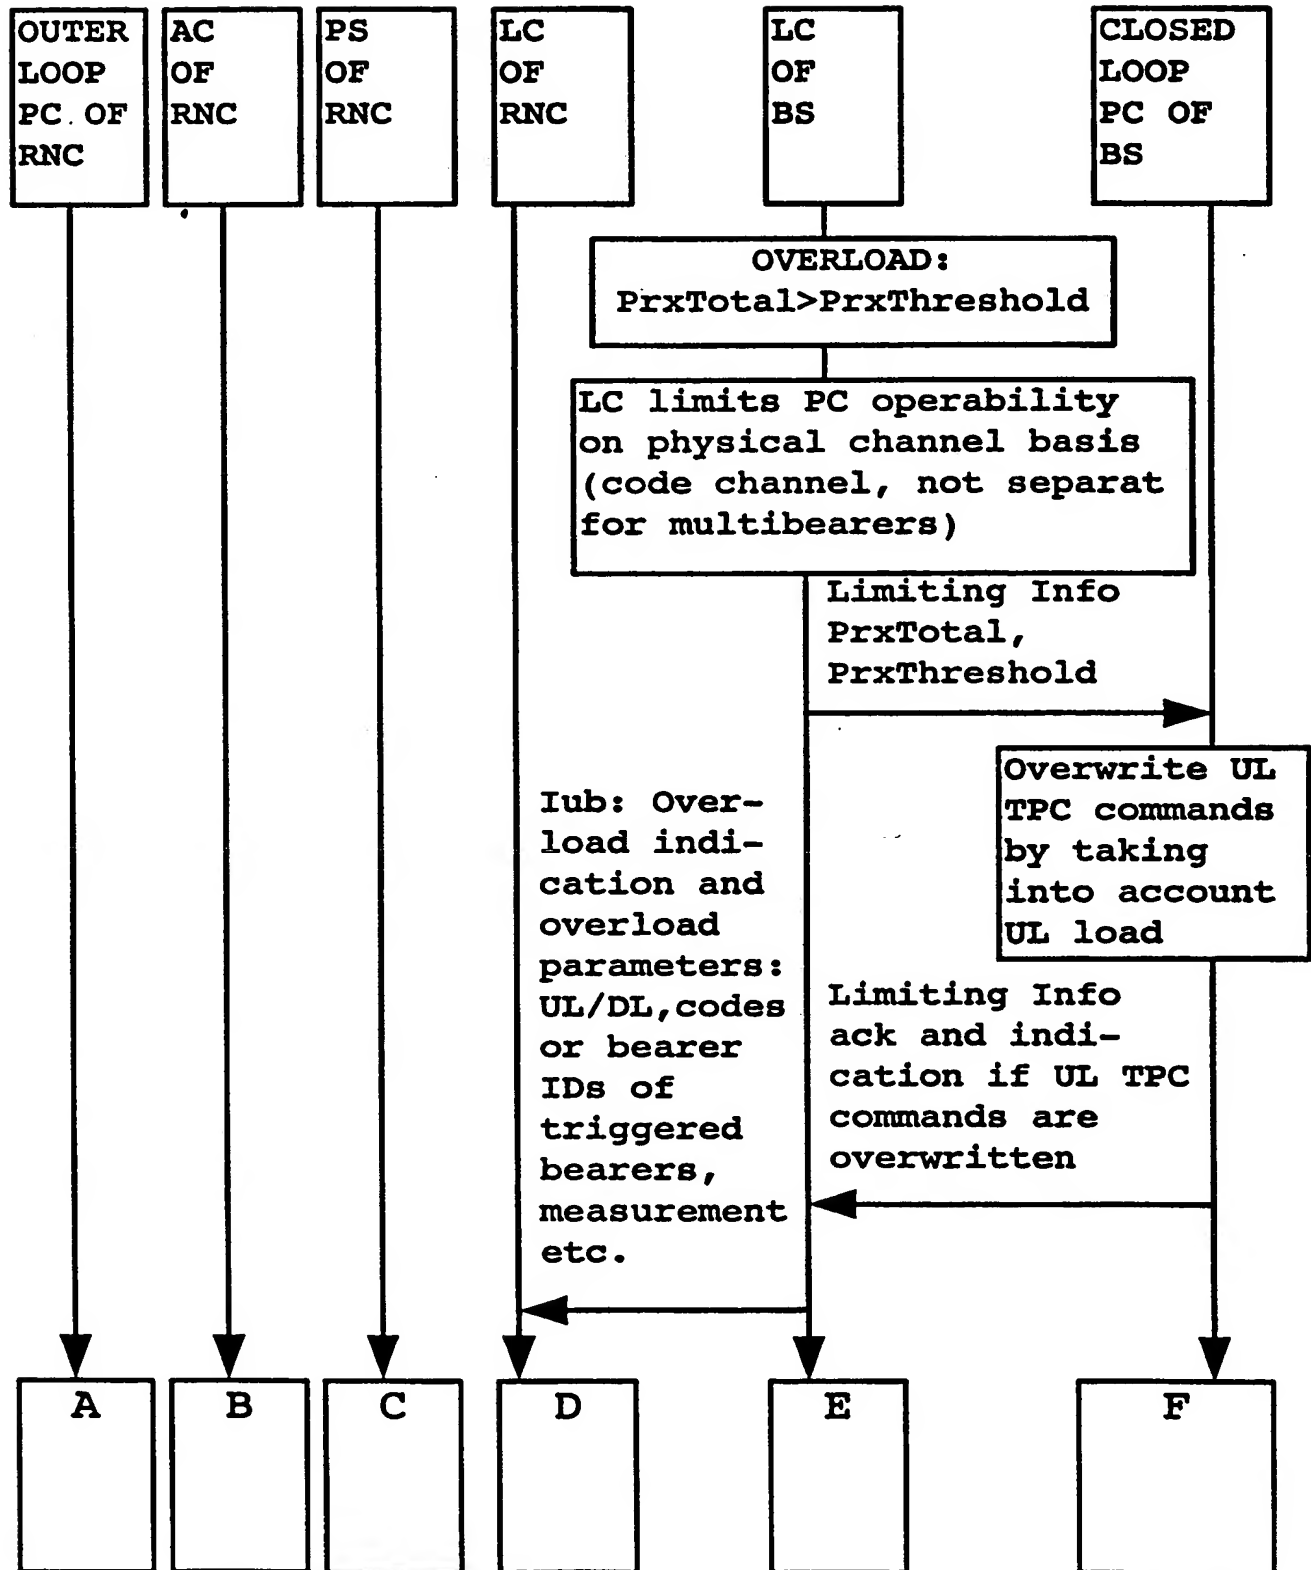 OUTER
LOOP
PC. OF
RNC
AC
OF
RNC
PS
OF
RNC
LC
OF
RNC
LC
OF
BS
CLOSED
LOOP
PC OF
BS
OVERLOAD:
PrxTotal>PrxThreshold
LC limits PC operability
on physical channel basis
(code channel, not separat
for multibearers)
Limiting Info
PrxTotal,
PrxThreshold
Overwrite UL
TPC commands
by taking
into account
UL load
Iub: Over-
load indi-
cation and
overload
parameters:
UL/DL,codes
or bearer
IDs of
triggered
bearers,
measurement
etc.
Limiting Info
ack and indi-
cation if UL TPC
commands are
overwritten
A
B
C
D
E
F